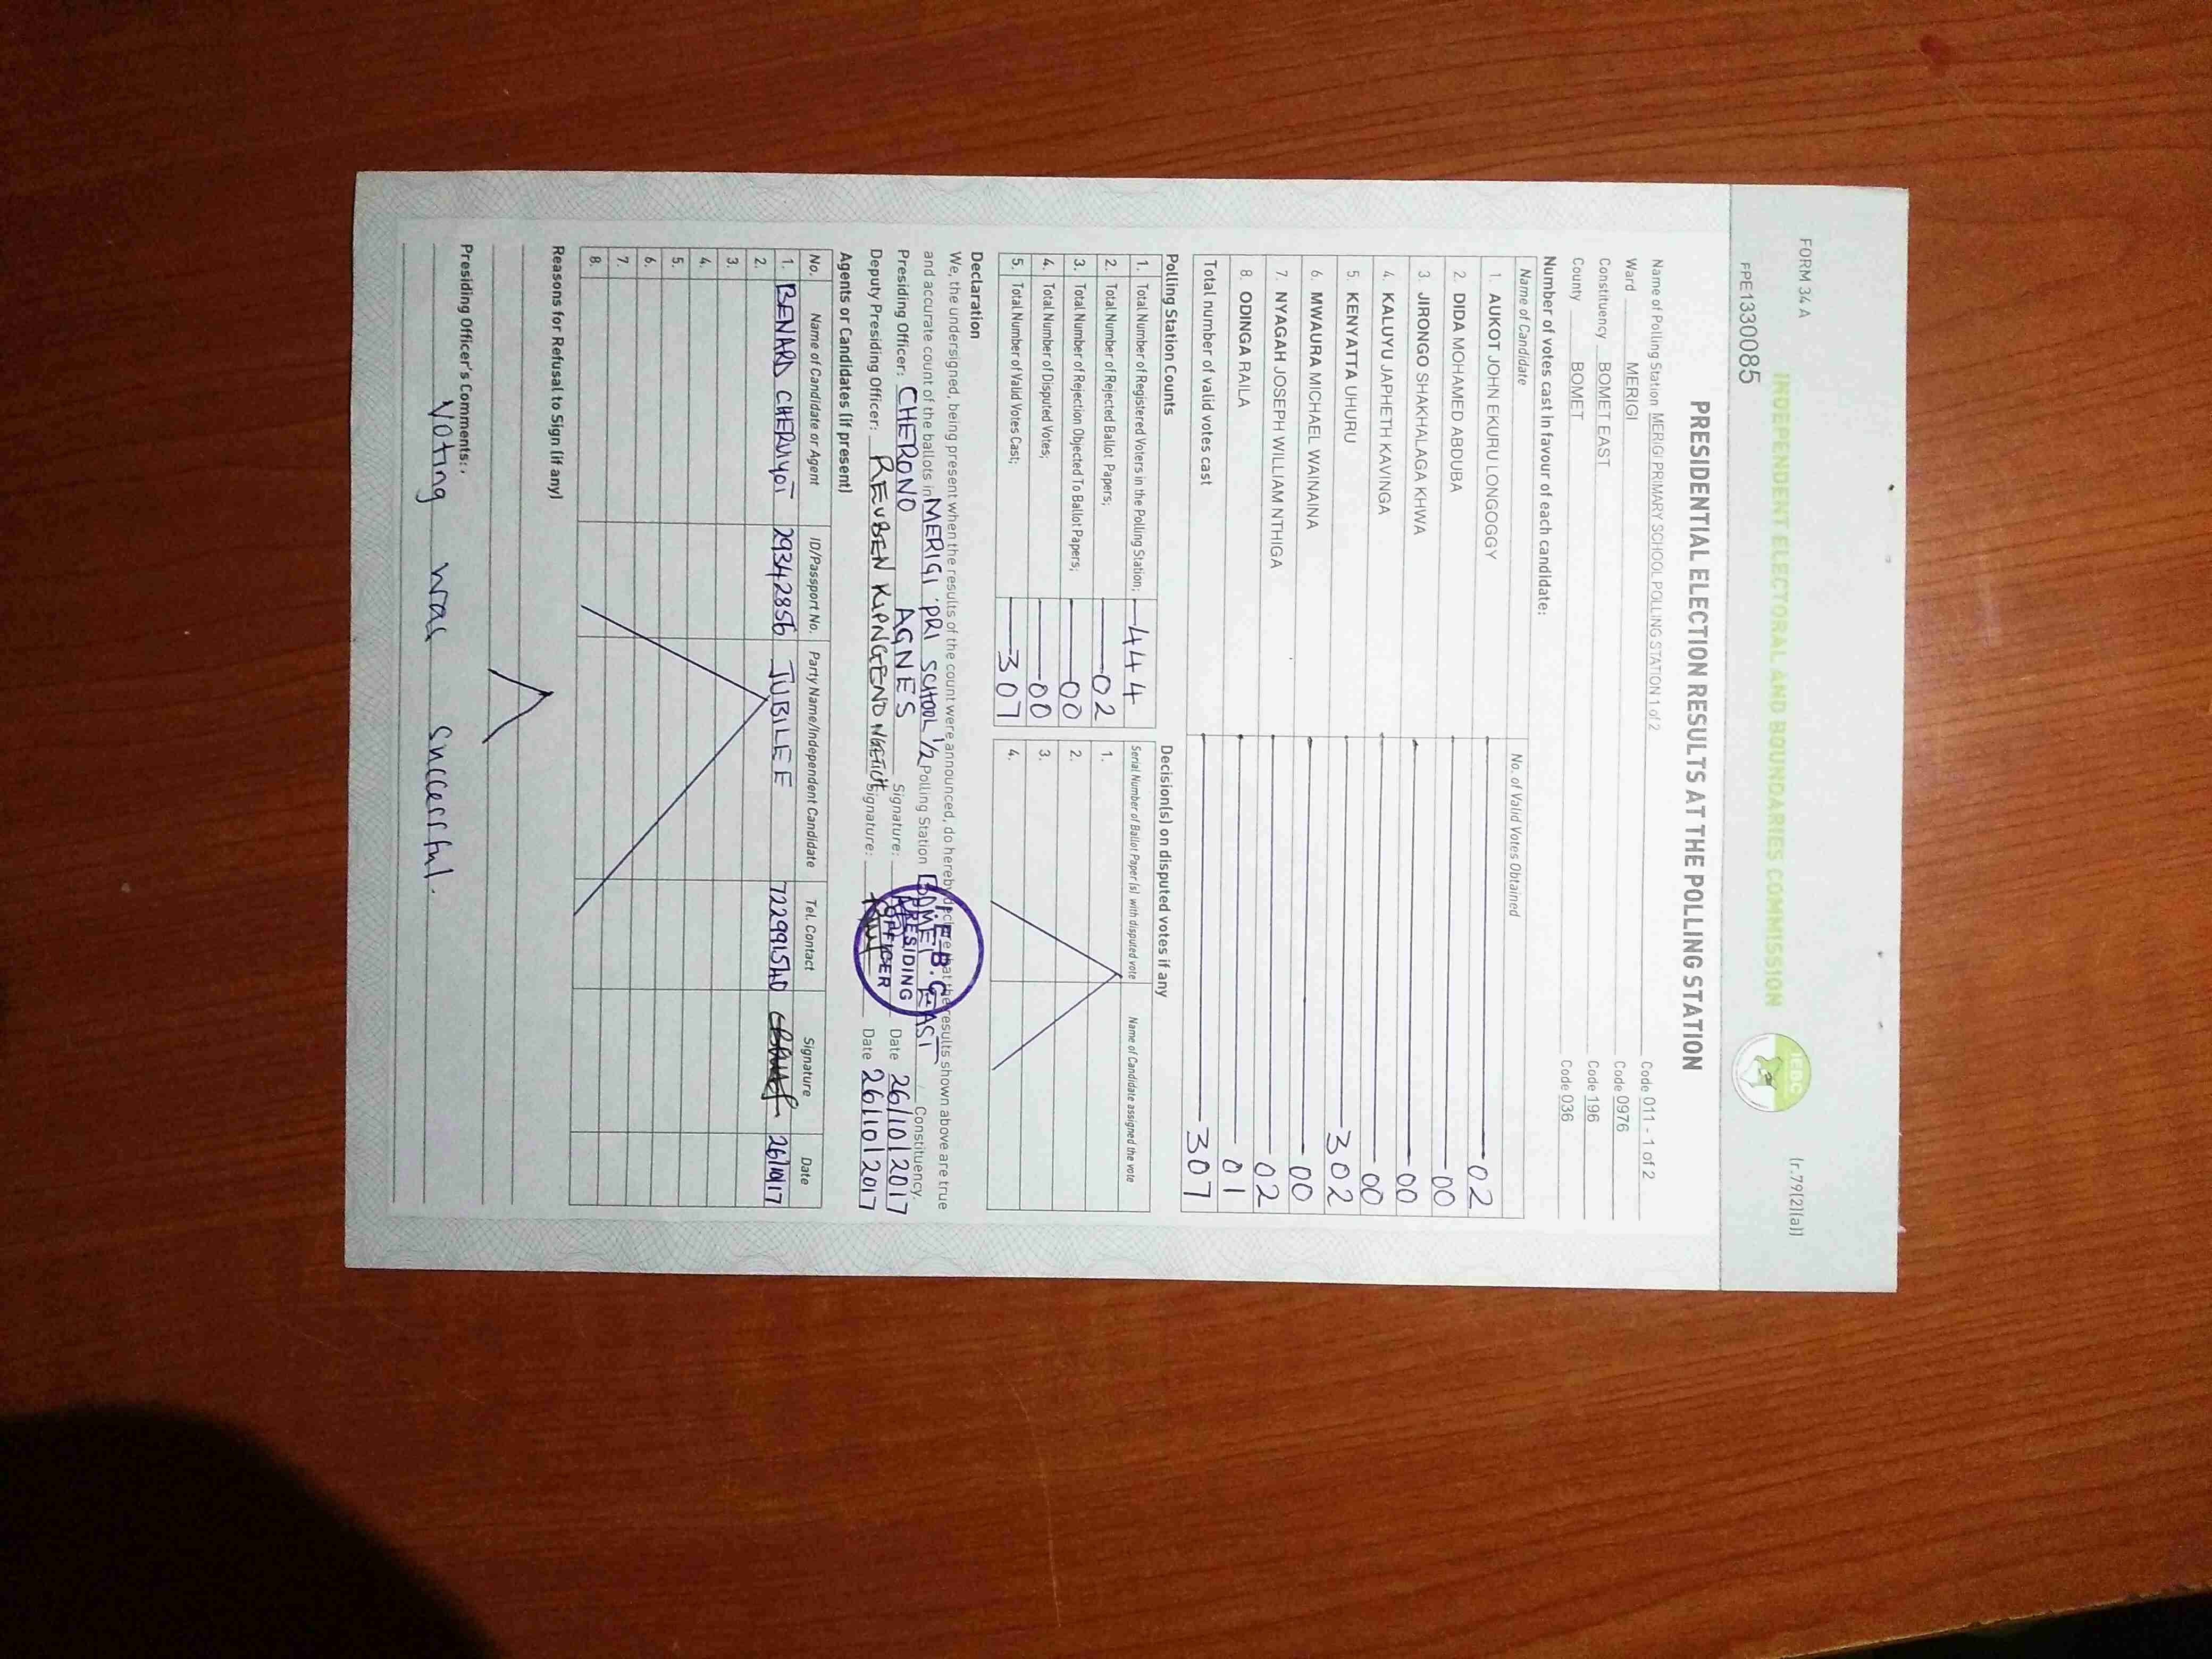 FORM 34 A
(r.79(2)(a))
INDEPENDENT ELECTORAL AND BOUNDARIES COMMISSION
IEBC
FPE1330085
PRESIDENTIAL ELECTION RESULTS AT THE POLLING STATION
Name of Polling Station MERIGI PRIMARY SCHOOL POLLING STATION 1 of 2 Code 011 - 1 of 2
Ward MERIGI Code 0976
Constituency BOMET EAST Code 196
County BOMET Code 036
Number of votes cast in favour of each candidate:
Name of Candidate No. of Valid Votes Obtained
1. AUKOT JOHN EKURU LONGOGGY 02
2. DIDA MOHAMED ABDUBA 00
3. JIRONGO SHAKHALAGA KHWA 00
4. KALUYU JAPHETH KAVINGA 00
5 KENYATTA UHURU 302
6 MWAURA MICHAEL WAINAINA 00
7. NYAGAH JOSEPH WILLIAM NTHIGA 02
8. ODINGA RAILA 01
Total number of valid votes cast 307
Polling Station Counts
1. Total Number of Registered Voters in the Polling Station; 444
2. Total Number of Rejected Ballot Papers; 02
3. Total Number of Rejection Objected To Ballot Papers; 00
4. Total Number of Disputed Votes; 00
5. Total Number of Valid Votes Cast; 307
Decision(s) on disputed votes if any
Serial Number of Ballot Paper (s) with disputed vote Name of Candidate assigned the vote
1.
2.
3.
4.
Declaration
We, the undersigned, being present when the results of the count were announced, do hereby declare that the results shown above are true
and accurate count of the ballots in MERIGI PRI SCHOOL 1/2 Polling Station BOMET EAST Constituency.
Presiding Officer: CHERONO AGNES Signature: Date 26/10/2017
Deputy Presiding Officer: REUBEN KIPNGENO NGETICH Signature: Date 26/10/2017
I.E.B.C
PRESIDING
OFFICER
Agents or Candidates (if present)
No. Name of Candidate or Agent ID/Passport No. Party Name/Independent Candidate Tel. Contact Signature Date
1. BENARD CHERUIYOT 29342856 JUBILEE 722991540 26/10/17
2.
3.
4.
5.
6.
7.
8.
Reasons for Refusal to Sign (if any)
Presiding Officer's Comments:
Voting was successful.